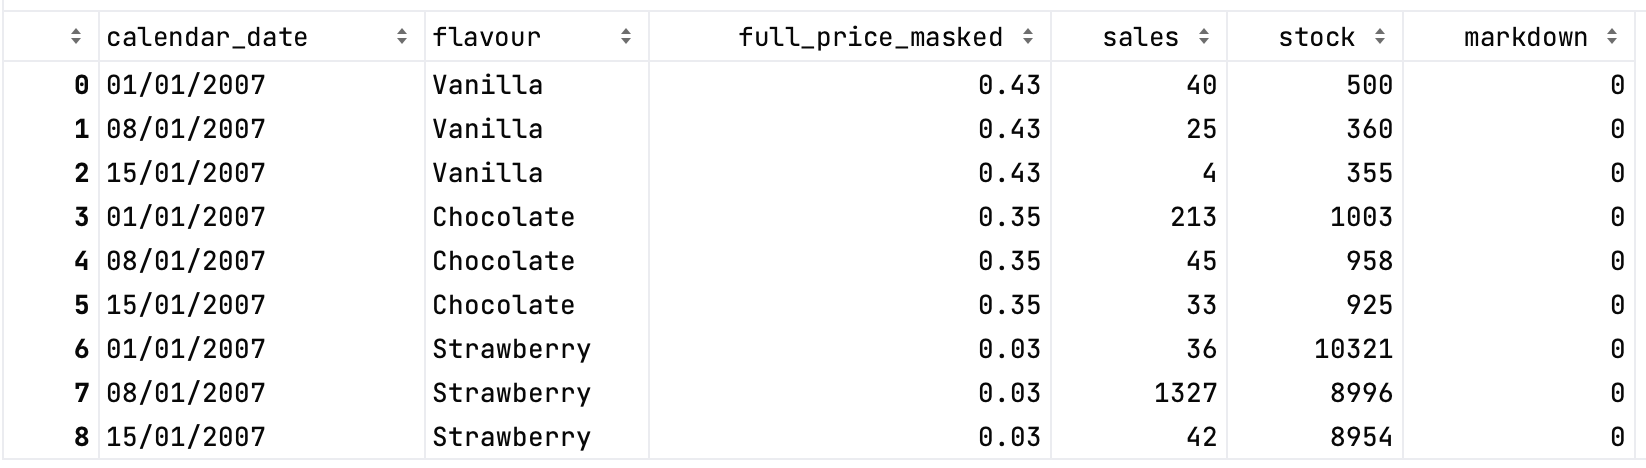 calendar_date flavour full_price_masked sales stock markdown
0 01/01/2007 Vanilla 0.43 40 500 0
1 08/01/2007 Vanilla 0.43 25 360 0
2 15/01/2007 Vanilla 0.43 4 355 0
3 01/01/2007 Chocolate 0.35 213 1003 0
4 08/01/2007 Chocolate 0.35 45 958 0
5 15/01/2007 Chocolate 0.35 33 925 0
6 01/01/2007 Strawberry 0.03 36 10321 0
7 08/01/2007 Strawberry 0.03 1327 8996 0
8 15/01/2007 Strawberry 0.03 42 8954 0